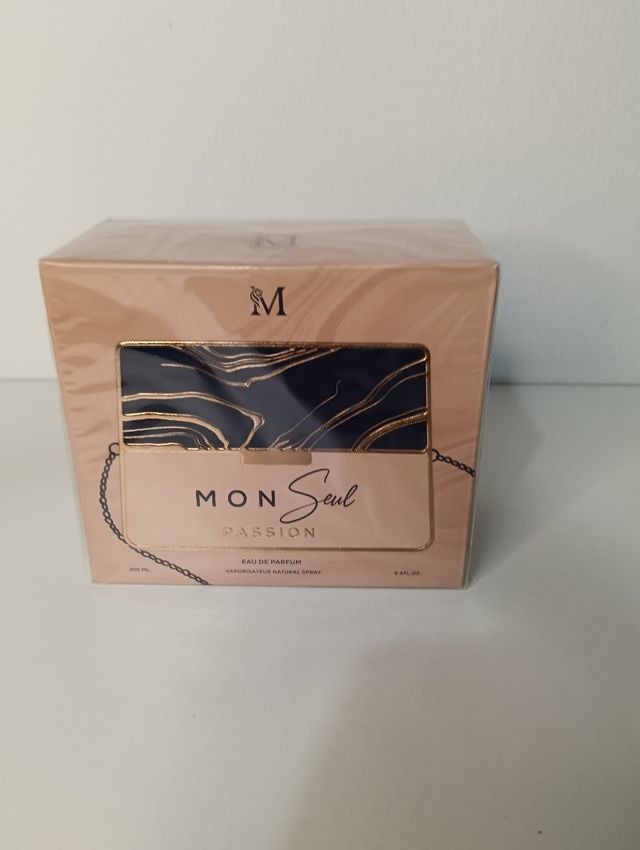 M
M
MON Seul
PASSION
EAU DE PARFUM
100 ML
VAPORISATEUR NATURAL SPRAY
3.4FL.OZ.